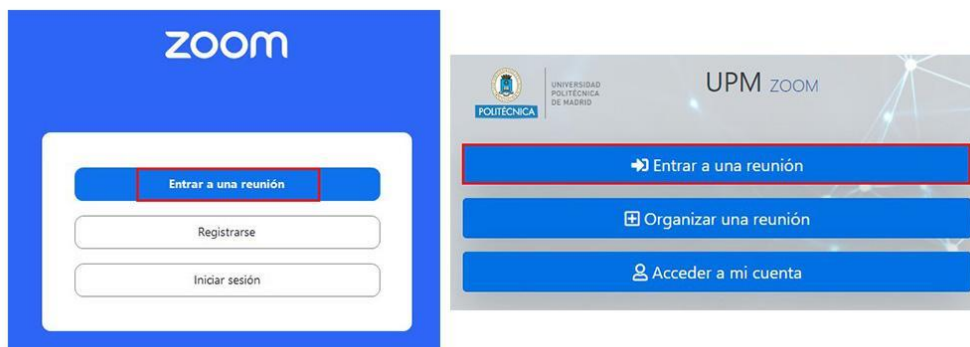 zoom
Entrar a una reunión
Registrarse
Iniciar sesión
POLITÉCNICA
UNIVERSIDAD
POLITÉCNICA
DE MADRID
UPM ZOOM
Entrar a una reunión
Organizar una reunión
Acceder a mi cuenta